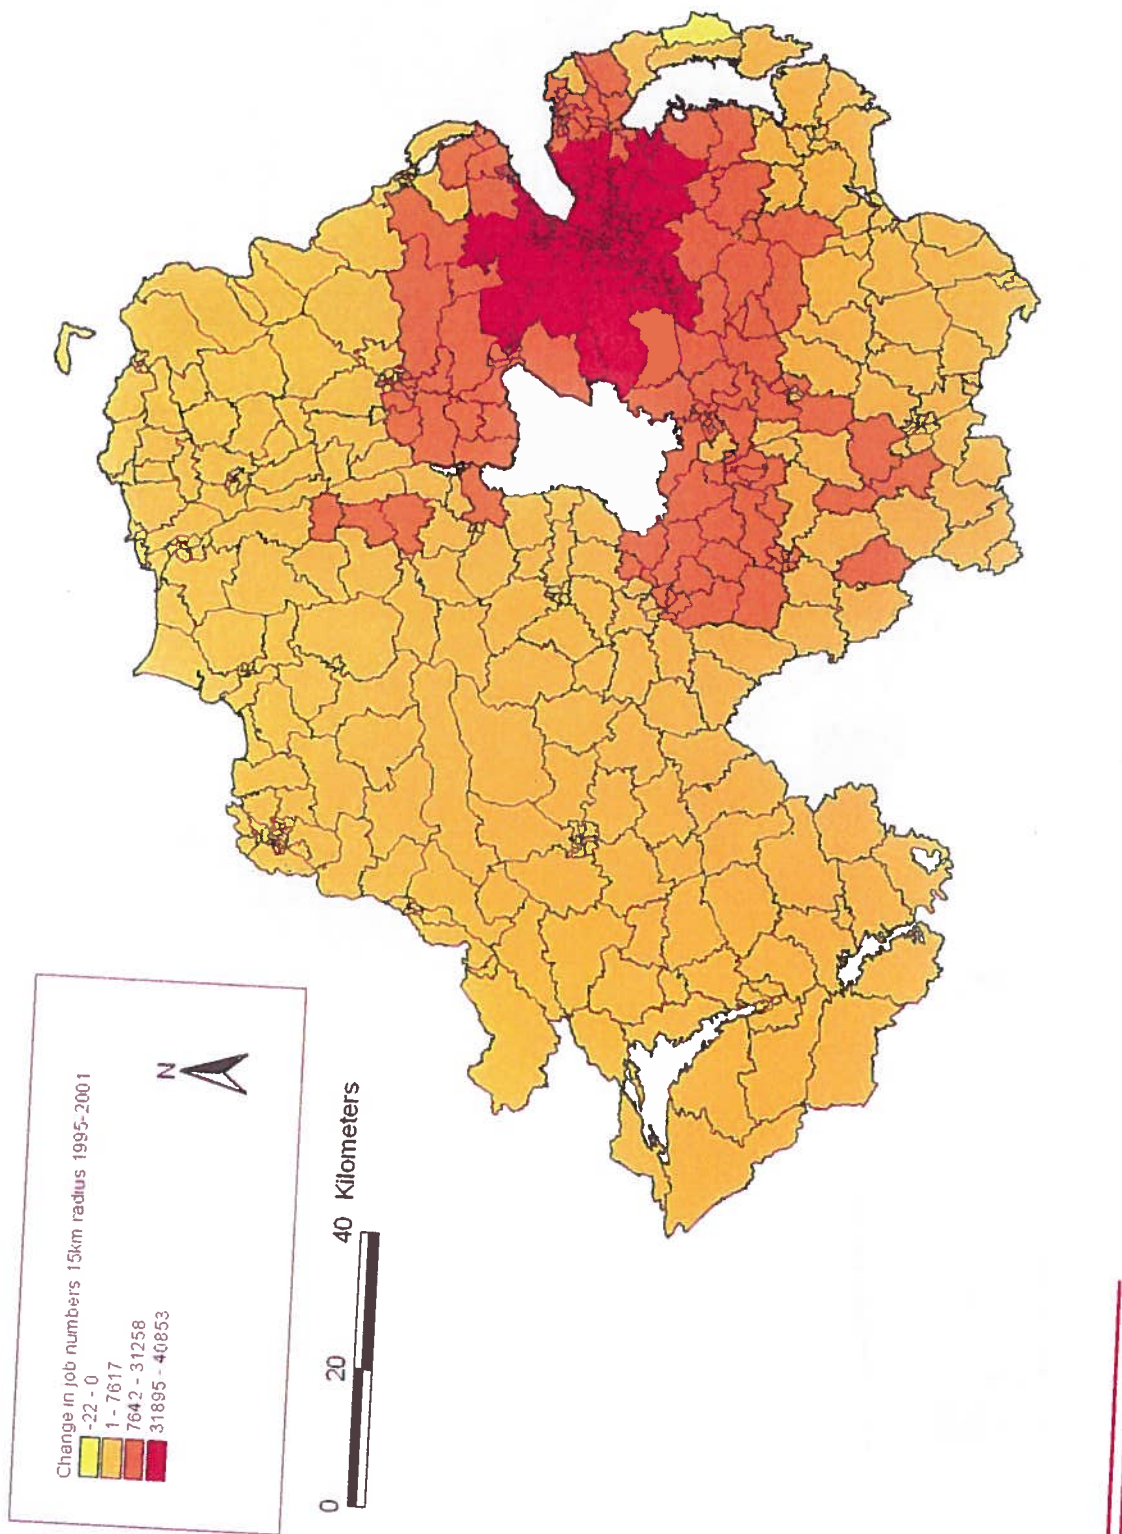 Change in job numbers 15km radius 1995-2001
-22 - 0
1 - 7617
7642 - 31258
31895 - 40853
N
0 20 40 Kilometers